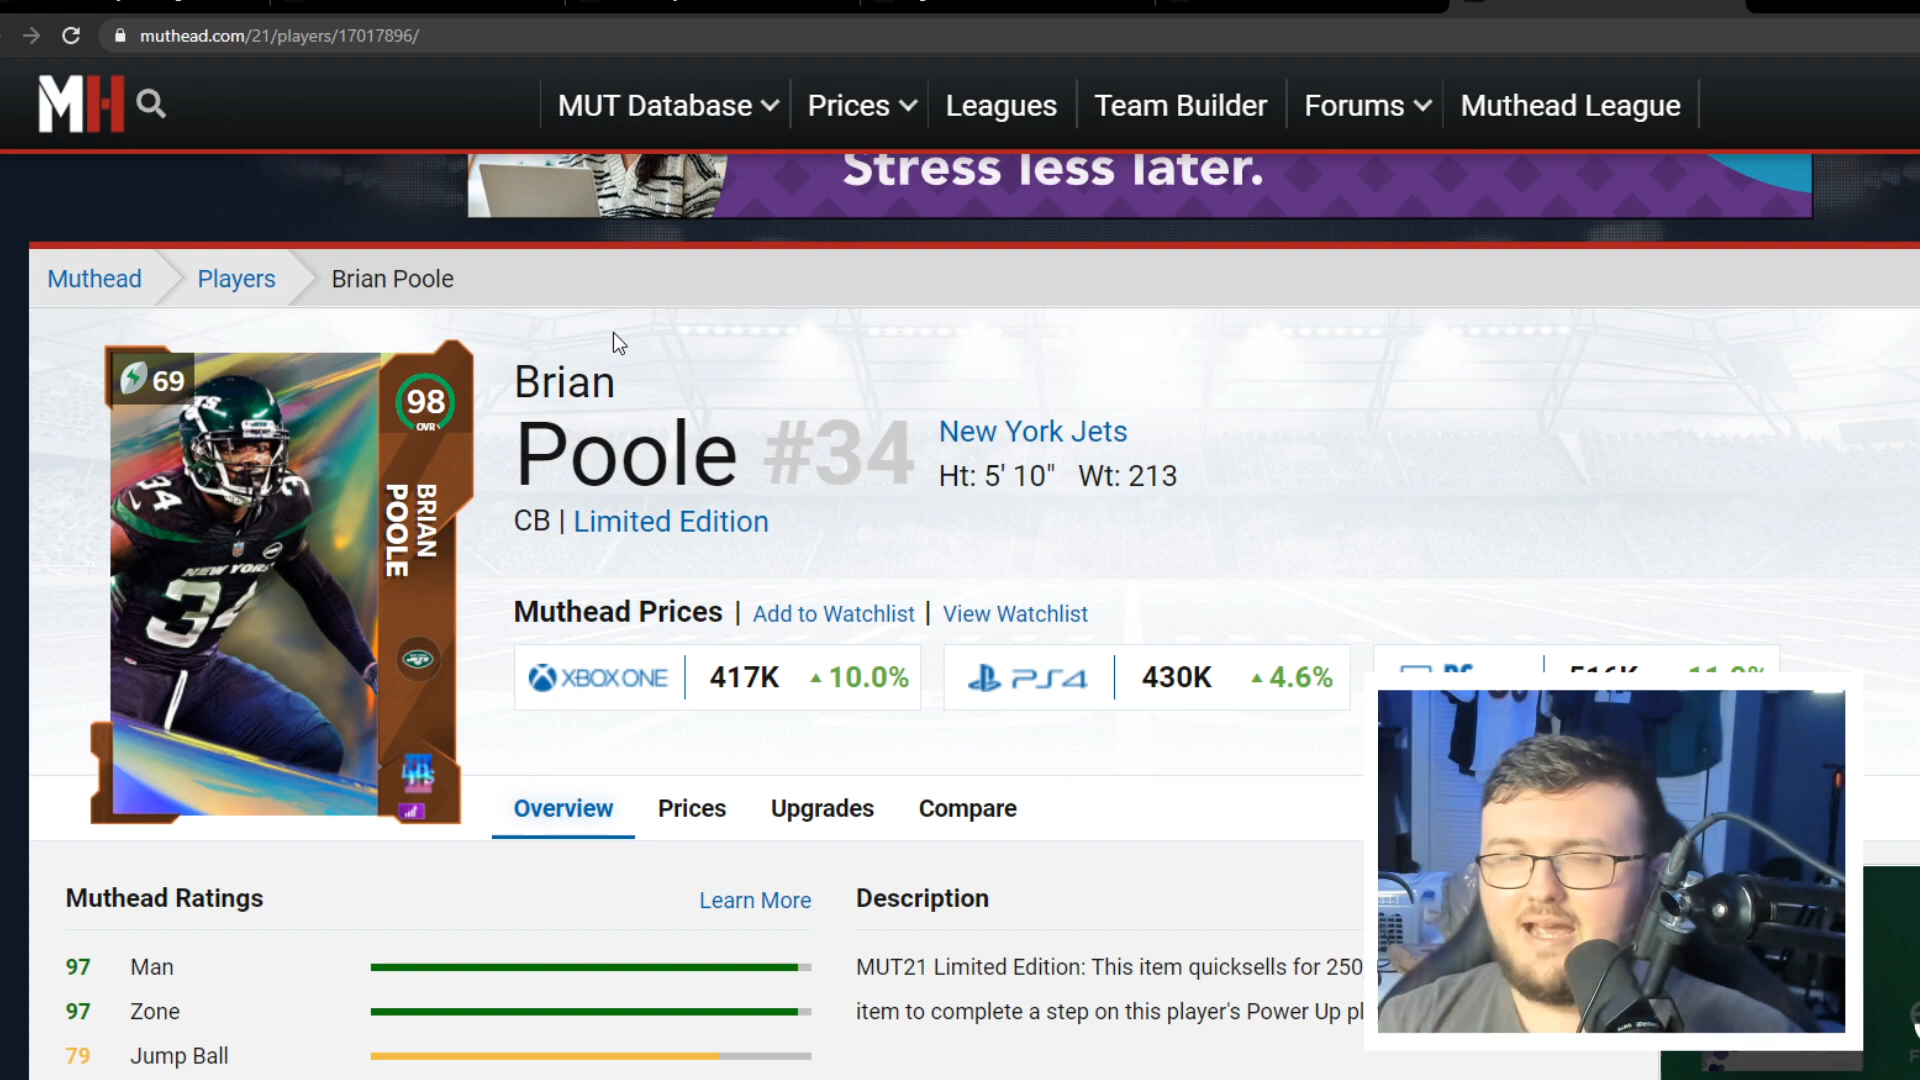 muthead.com/21/players/17017896/
MH
MUT Database
Prices
Leagues
Team Builder
Forums
Muthead League
Stress less later.
Muthead
Players
Brian Poole
69
98
OVR
BRIAN
POOLE
34
NEW YORK
34
Brian
Poole #34
New York Jets
Ht: 5' 10" Wt: 213
CB | Limited Edition
Muthead Prices | Add to Watchlist | View Watchlist
XBOX ONE 417K 10.0%
PS4 430K 4.6%
Overview
Prices
Upgrades
Compare
Muthead Ratings
Learn More
97 Man
97 Zone
79 Jump Ball
Description
MUT21 Limited Edition: This item quicksells for 250
item to complete a step on this player's Power Up pl